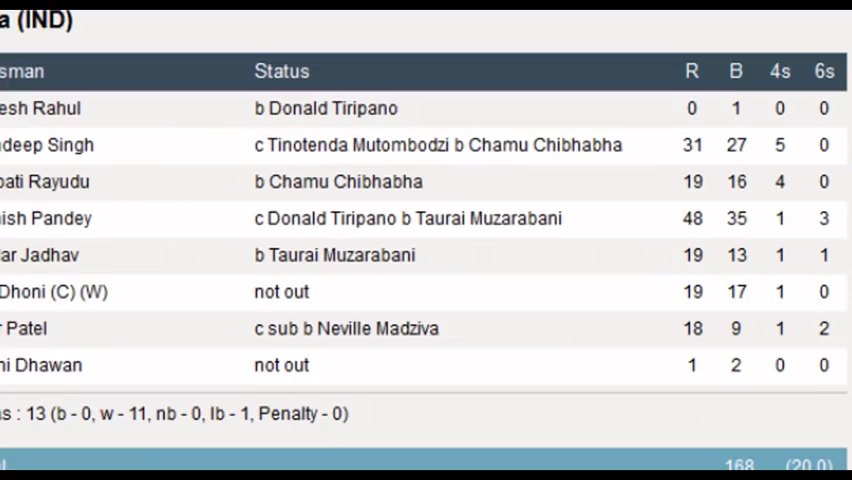 a (IND)
sman Status R B 4s 6s
esh Rahul b Donald Tiripano 0 1 0 0
deep Singh c Tinotenda Mutombodzi b Chamu Chibhabha 31 27 5 0
pati Rayudu b Chamu Chibhabha 19 16 4 0
ish Pandey c Donald Tiripano b Taurai Muzarabani 48 35 1 3
ar Jadhav b Taurai Muzarabani 19 13 1 1
Dhoni (C) (W) not out 19 17 1 0
r Patel c sub b Neville Madziva 18 9 1 2
ni Dhawan not out 1 2 0 0
as : 13 (b - 0, w - 11, nb - 0, lb - 1, Penalty - 0)
168 (20.0)